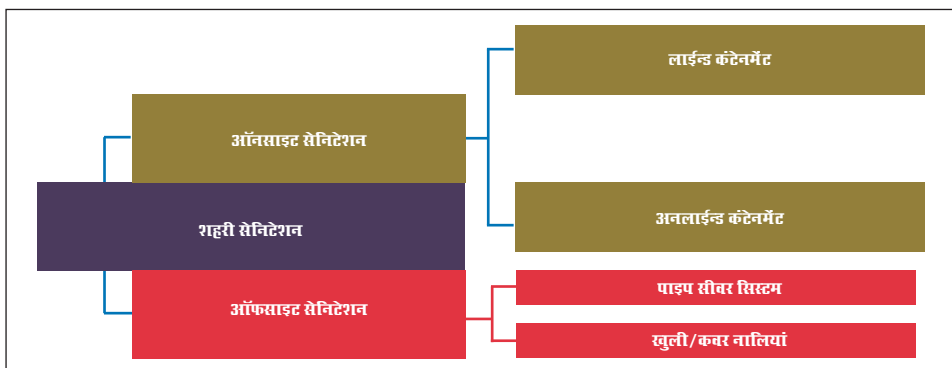 लाईन्ड कंटेनमेंट
ऑनसाइट सेनिटेशन
अनलाईन्ड कंटेनमेंट
शहरी सेनिटेशन
पाइप सीवर सिस्टम
ऑफसाइट सेनिटेशन
खुली/कवर नालियां